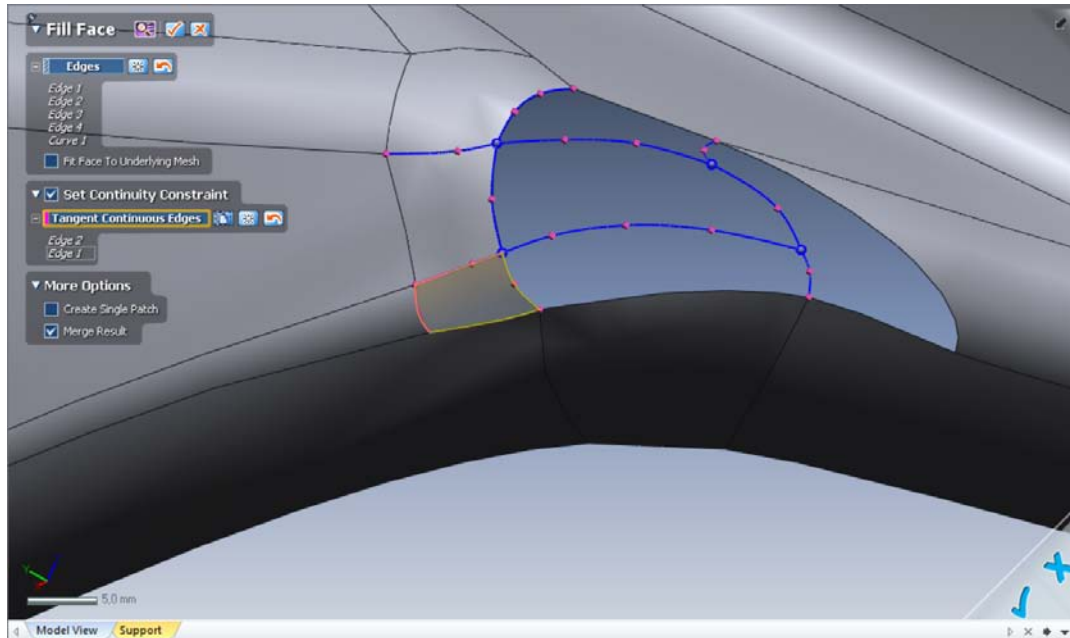 Fill Face
Edges
Edge 1
Edge 2
Edge 3
Edge 4
Curve 1
Fit Face To Underlying Mesh
Set Continuity Constraint
Tangent Continuous Edges
Edge 2
Edge 1
More Options
Create Single Patch
Merge Result
Y
5,0 mm
Model View Support